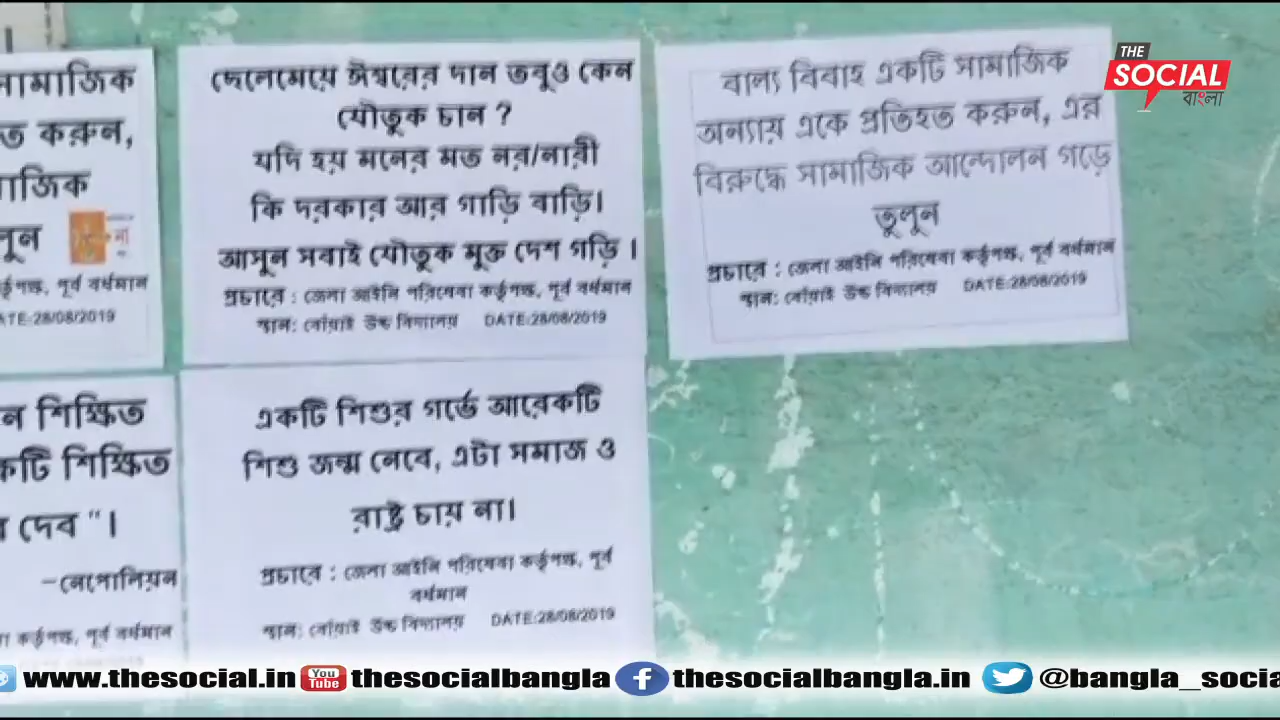 সামাজিক
ত করুন,
মাজিক
লুন
কর্তৃপক্ষ, পূর্ব বর্ধমান
DATE:28/08/2019
ছেলেমেয়ে ঈশ্বরের দান তবুও কেন
যৌতুক চান ?
যদি হয় মনের মত নর/নারী
কি দরকার আর গাড়ি বাড়ি।
আসুন সবাই যৌতুক মুক্ত দেশ গড়ি ।
প্রচারে : জেলা আইনি পরিষেবা কর্তৃপক্ষ, পূর্ব বর্ধমান
স্থান: বোঁয়াই উচ্চ বিদ্যালয় DATE:28/08/2019
বাল্য বিবাহ একটি সামাজিক
অন্যায় একে প্রতিহত করুন, এর
বিরুদ্ধে সামাজিক আন্দোলন গড়ে
তুলুন
প্রচারে : জেলা আইনি পরিষেবা কর্তৃপক্ষ, পূর্ব বর্ধমান
স্থান: বোঁয়াই উচ্চ বিদ্যালয় DATE:28/08/2019
THE
SOCIAL
বাংলা
ন শিক্ষিত
কটি শিক্ষিত
দেব "।
-নেপোলিয়ন
কর্তৃপক্ষ, পূর্ব বর্ধমান
একটি শিশুর গর্ভে আরেকটি
শিশু জন্ম নেবে, এটা সমাজ ও
রাষ্ট্র চায় না।
প্রচারে : জেলা আইনি পরিষেবা কর্তৃপক্ষ, পূর্ব
বর্ধমান
স্থান: বোঁয়াই উচ্চ বিদ্যালয় DATE:28/08/2019
www.thesocial.in You Tube thesocialbangla f thesocialbangla.in @bangla_socia